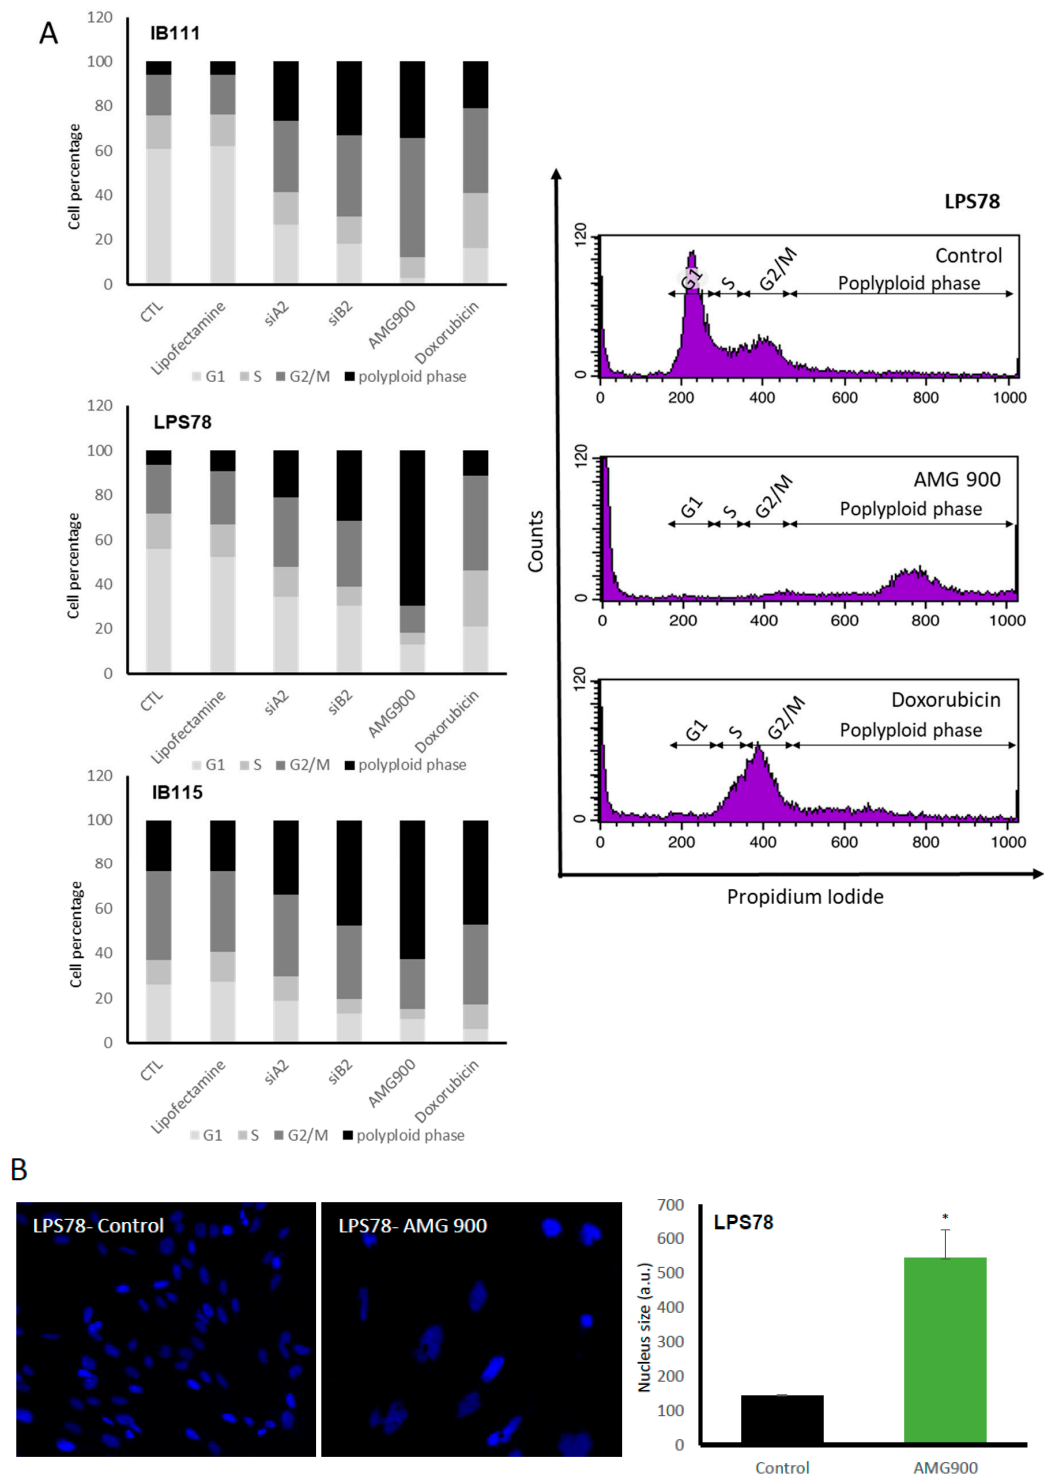 A
IB111
120
100
80
60
40
20
0
Cell percentage
CTL
Lipofectamine
siA2
siB2
AMG900
Doxorubicin
G1 S G2/M polyploid phase
LPS78
120
100
80
60
40
20
0
Cell percentage
CTL
Lipofectamine
siA2
siB2
AMG900
Doxorubicin
G1 S G2/M polyploid phase
IB115
120
100
80
60
40
20
0
Cell percentage
CTL
Lipofectamine
siA2
siB2
AMG900
Doxorubicin
G1 S G2/M polyploid phase
LPS78
Counts
120
0
Control
G1 S G2/M Poplyploid phase
0 200 400 600 800 1000
120
0
AMG 900
G1 S G2/M Poplyploid phase
0 200 400 600 800 1000
120
0
Doxorubicin
G1 S G2/M Poplyploid phase
0 200 400 600 800 1000
Propidium Iodide
B
LPS78- Control
LPS78- AMG 900
LPS78
700
600
500
400
300
200
100
0
Nucleus size (a.u.)
*
Control AMG900